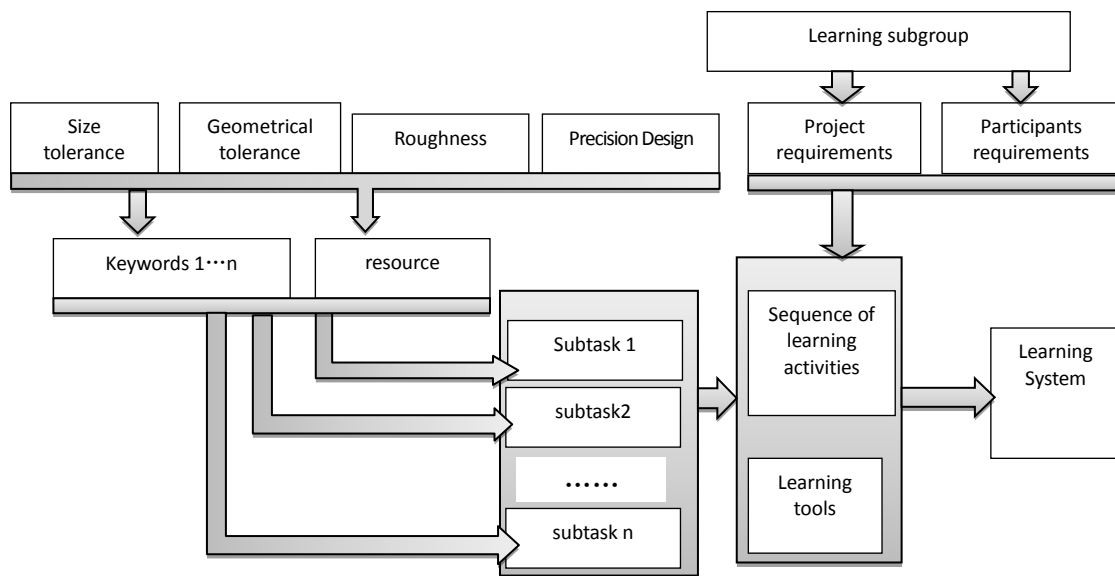 Learning subgroup
Size
tolerance
Geometrical
tolerance
Roughness
Precision Design
Project
requirements
Participants
requirements
Keywords 1⋯n
resource
Subtask 1
subtask2
……
subtask n
Sequence of
learning
activities
Learning
tools
Learning
System